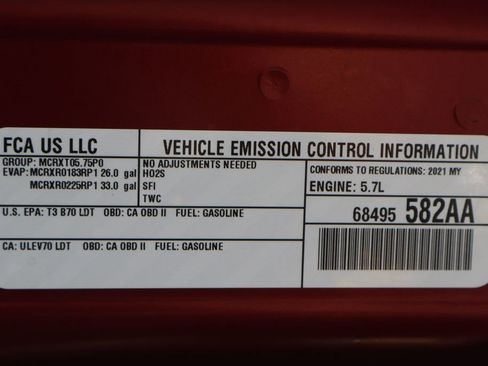 FCA US LLC
VEHICLE EMISSION CONTROL INFORMATION
GROUP: MCRXT05.75P0
EVAP: MCRXR0183RP1 26.0 gal
MCRXR0225RP1 33.0 gal
NO ADJUSTMENTS NEEDED
HO2S
SFI
TWC
CONFORMS TO REGULATIONS: 2021 MY
ENGINE: 5.7L
U.S. EPA: T3 B70 LDT OBD: CA OBD II FUEL: GASOLINE
68495 582AA
CA: ULEV70 LDT OBD: CA OBD II FUEL: GASOLINE